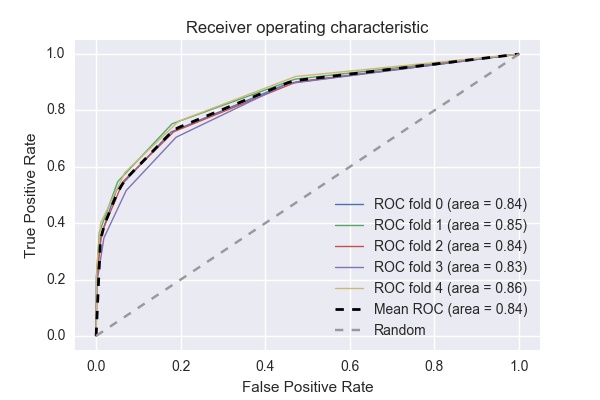 Receiver operating characteristic
1.0
0.8
0.6
0.4
0.2
0.0
True Positive Rate
ROC fold 0 (area = 0.84)
ROC fold 1 (area = 0.85)
ROC fold 2 (area = 0.84)
ROC fold 3 (area = 0.83)
ROC fold 4 (area = 0.86)
Mean ROC (area = 0.84)
Random
0.0 0.2 0.4 0.6 0.8 1.0
False Positive Rate